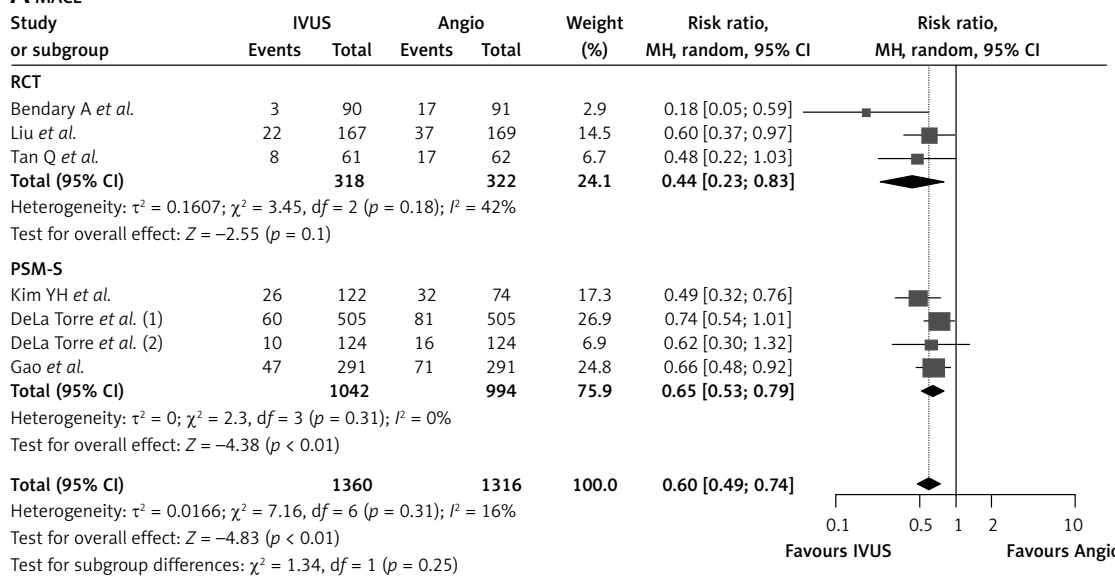 A MACE
Study IVUS Angio Weight Risk ratio, Risk ratio,
or subgroup Events Total Events Total (%) MH, random, 95% CI MH, random, 95% CI
RCT
Bendary A et al. 3 90 17 91 2.9 0.18 [0.05; 0.59]
Liu et al. 22 167 37 169 14.5 0.60 [0.37; 0.97]
Tan Q et al. 8 61 17 62 6.7 0.48 [0.22; 1.03]
Total (95% CI) 318 322 24.1 0.44 [0.23; 0.83]
Heterogeneity: τ² = 0.1607; χ² = 3.45, df = 2 (p = 0.18); I² = 42%
Test for overall effect: Z = –2.55 (p = 0.1)
PSM-S
Kim YH et al. 26 122 32 74 17.3 0.49 [0.32; 0.76]
DeLa Torre et al. (1) 60 505 81 505 26.9 0.74 [0.54; 1.01]
DeLa Torre et al. (2) 10 124 16 124 6.9 0.62 [0.30; 1.32]
Gao et al. 47 291 71 291 24.8 0.66 [0.48; 0.92]
Total (95% CI) 1042 994 75.9 0.65 [0.53; 0.79]
Heterogeneity: τ² = 0; χ² = 2.3, df = 3 (p = 0.31); I² = 0%
Test for overall effect: Z = –4.38 (p < 0.01)
Total (95% CI) 1360 1316 100.0 0.60 [0.49; 0.74]
Heterogeneity: τ² = 0.0166; χ² = 7.16, df = 6 (p = 0.31); I² = 16%
0.1 0.5 1 2 10
Test for overall effect: Z = –4.83 (p < 0.01)
Favours IVUS Favours Angio
Test for subgroup differences: χ² = 1.34, df = 1 (p = 0.25)